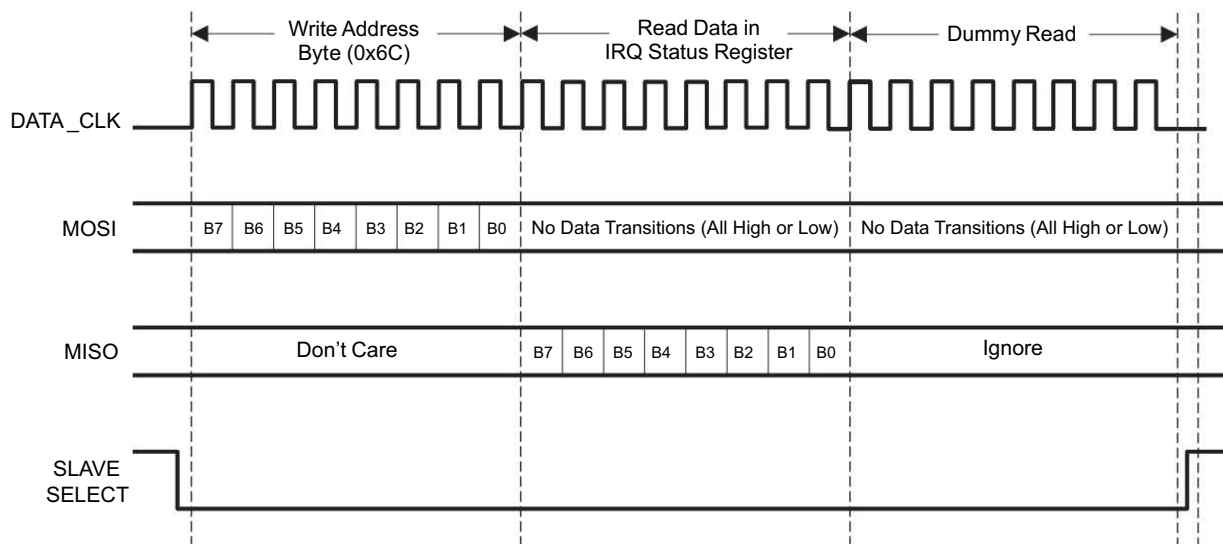 Write Address
Byte (0x6C)
Read Data in
IRQ Status Register
Dummy Read
DATA_CLK
MOSI
B7 B6 B5 B4 B3 B2 B1 B0
No Data Transitions (All High or Low)
No Data Transitions (All High or Low)
MISO
Don't Care
B7 B6 B5 B4 B3 B2 B1 B0
Ignore
SLAVE
SELECT